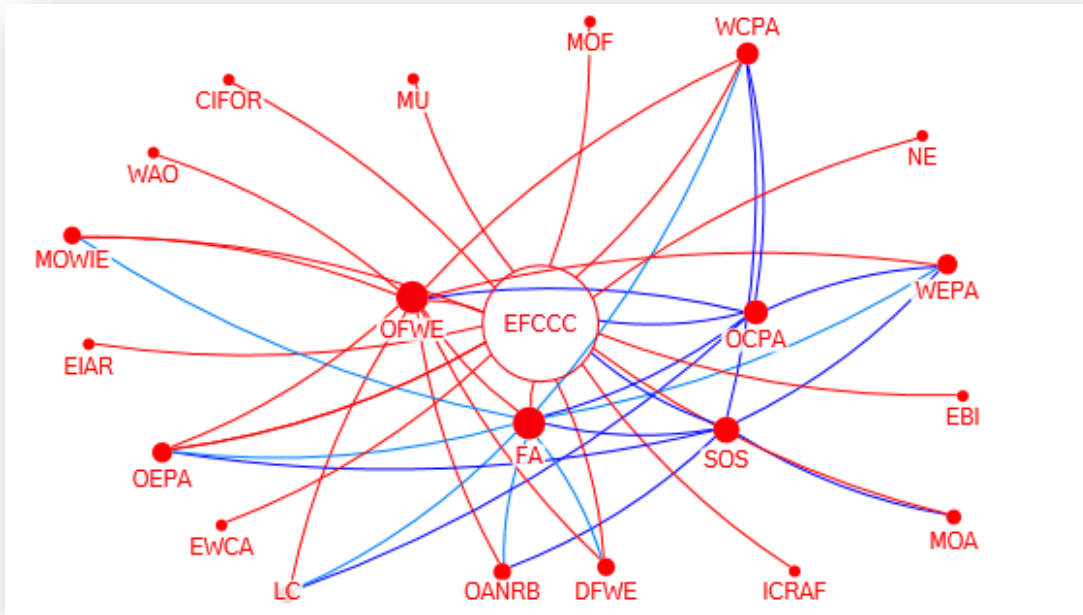 WCPA
MOF
CIFOR
MU
NE
WAO
MOWIE
WEPA
OFWE
EFCCC
OCPA
EIAR
EBI
FA
SOS
OEPA
EWCA
MOA
LC
OANRB
DFWE
ICRAF